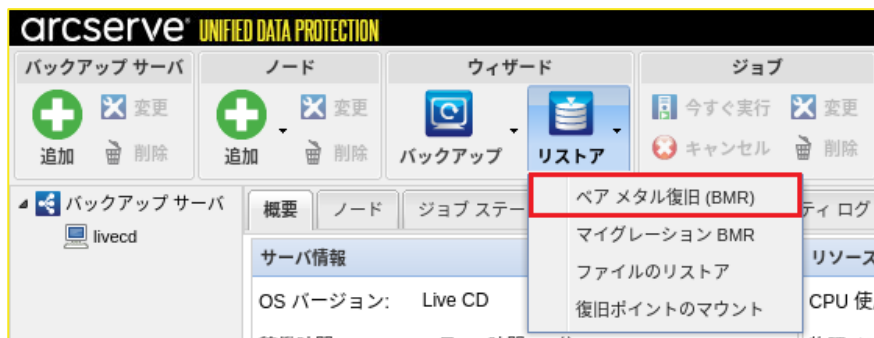 arcserve® UNIFIED DATA PROTECTION
バックアップ サーバ ノード ウィザード ジョブ
追加 変更 削除 追加 変更 削除 バックアップ リストア 今すぐ実行 変更 キャンセル 削除
バックアップ サーバ
livecd
概要 ノード ジョブ ステー ティ ログ
ベア メタル復旧 (BMR)
マイグレーション BMR
ファイルのリストア
復旧ポイントのマウント
サーバ情報 リソース
OS バージョン: Live CD CPU 使